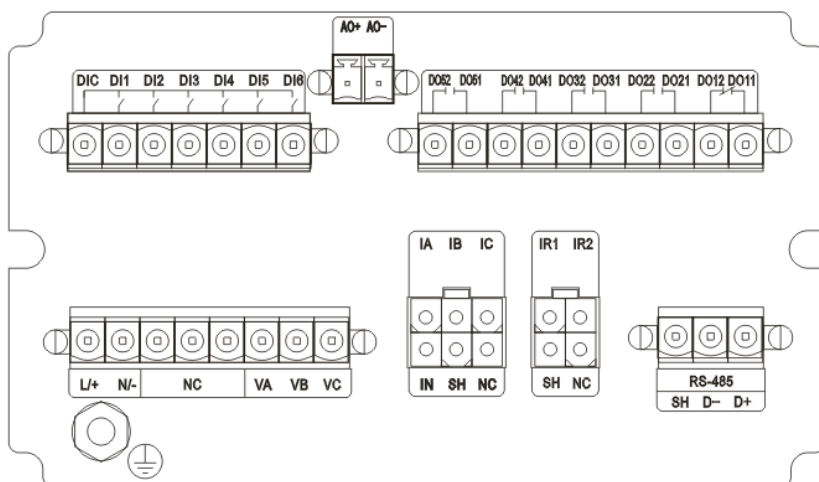 AO+ AO-
DIC DI1 DI2 DI3 DI4 DI5 DI6
DO52 DO51 DO42 DO41 DO32 DO31 DO22 DO21 DO12 DO11
IA IB IC
IR1 IR2
L/+ N/- NC VA VB VC
IN SH NC
SH NC
RS-485
SH D- D+